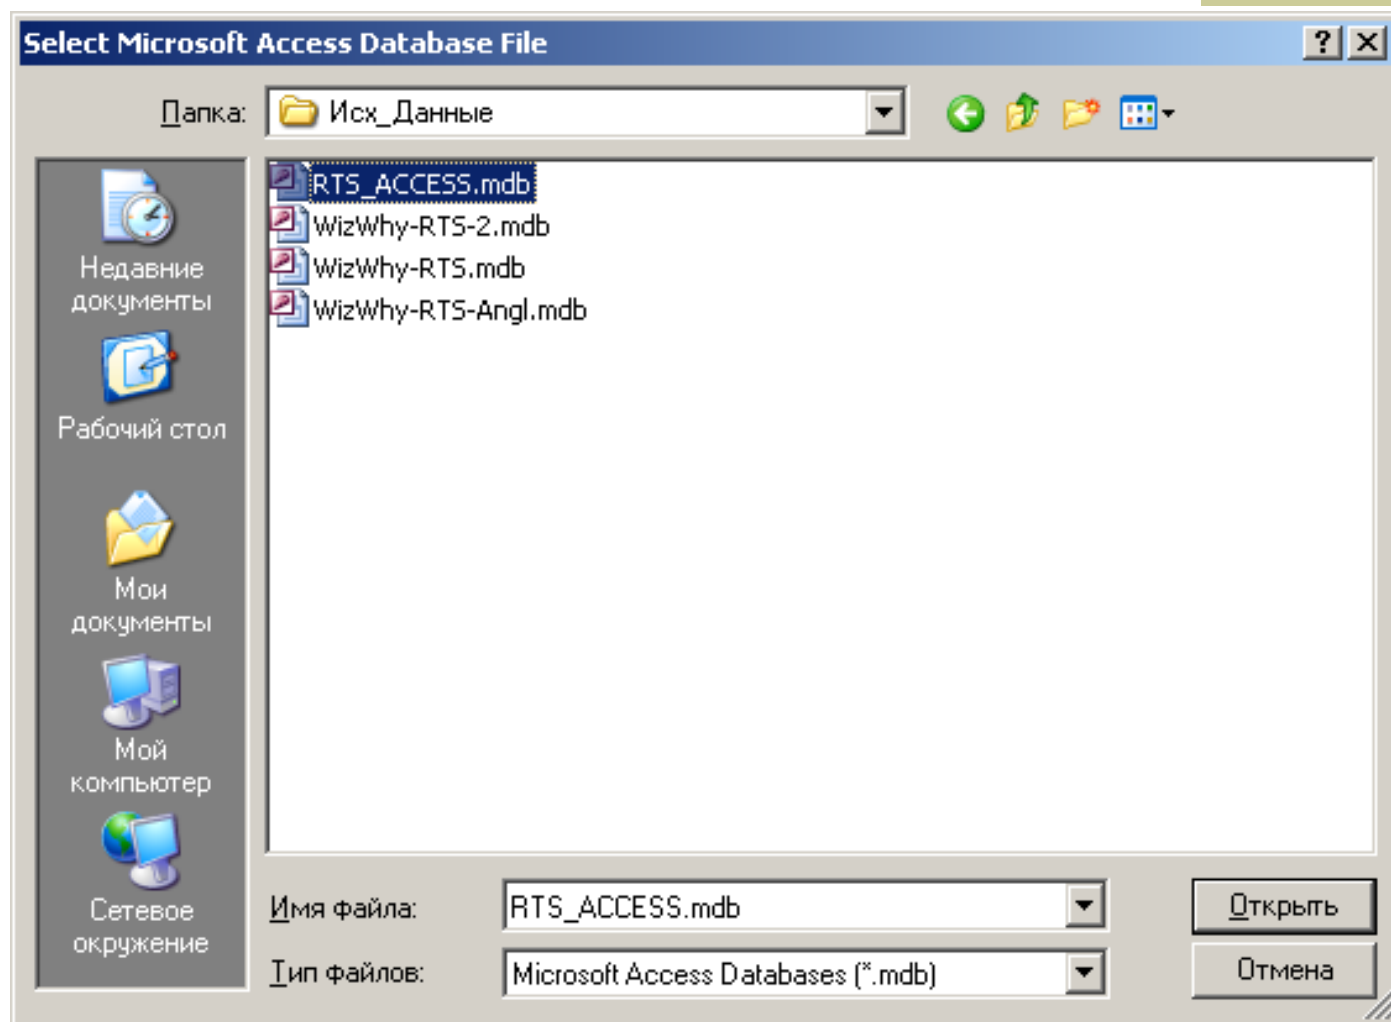 Select Microsoft Access Database File
Папка:
Исх_Данные
RTS_ACCESS.mdb
WizWhy-RTS-2.mdb
WizWhy-RTS.mdb
WizWhy-RTS-Angl.mdb
Недавние
документы
Рабочий стол
Мои
документы
Мой
компьютер
Сетевое
окружение
Имя файла:
RTS_ACCESS.mdb
Открыть
Тип файлов:
Microsoft Access Databases (*.mdb)
Отмена